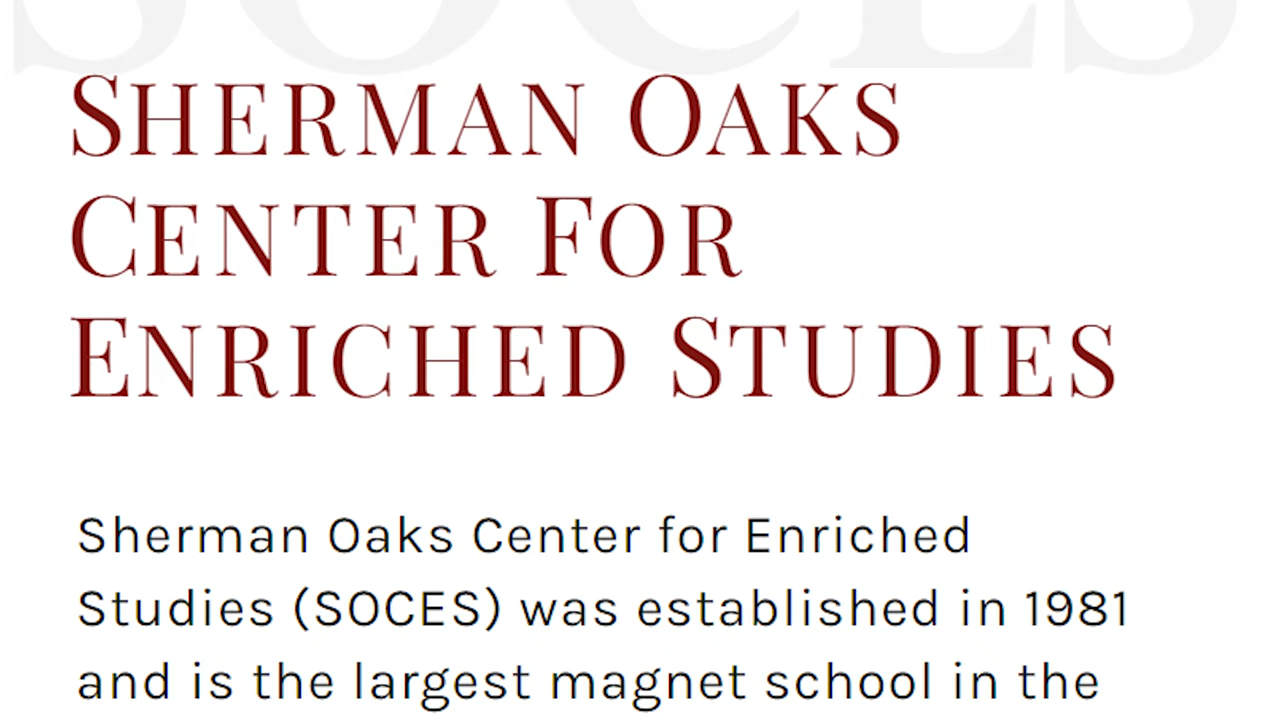 SOCES
SHERMAN OAKS
CENTER FOR
ENRICHED STUDIES
Sherman Oaks Center for Enriched
Studies (SOCES) was established in 1981
and is the largest magnet school in the